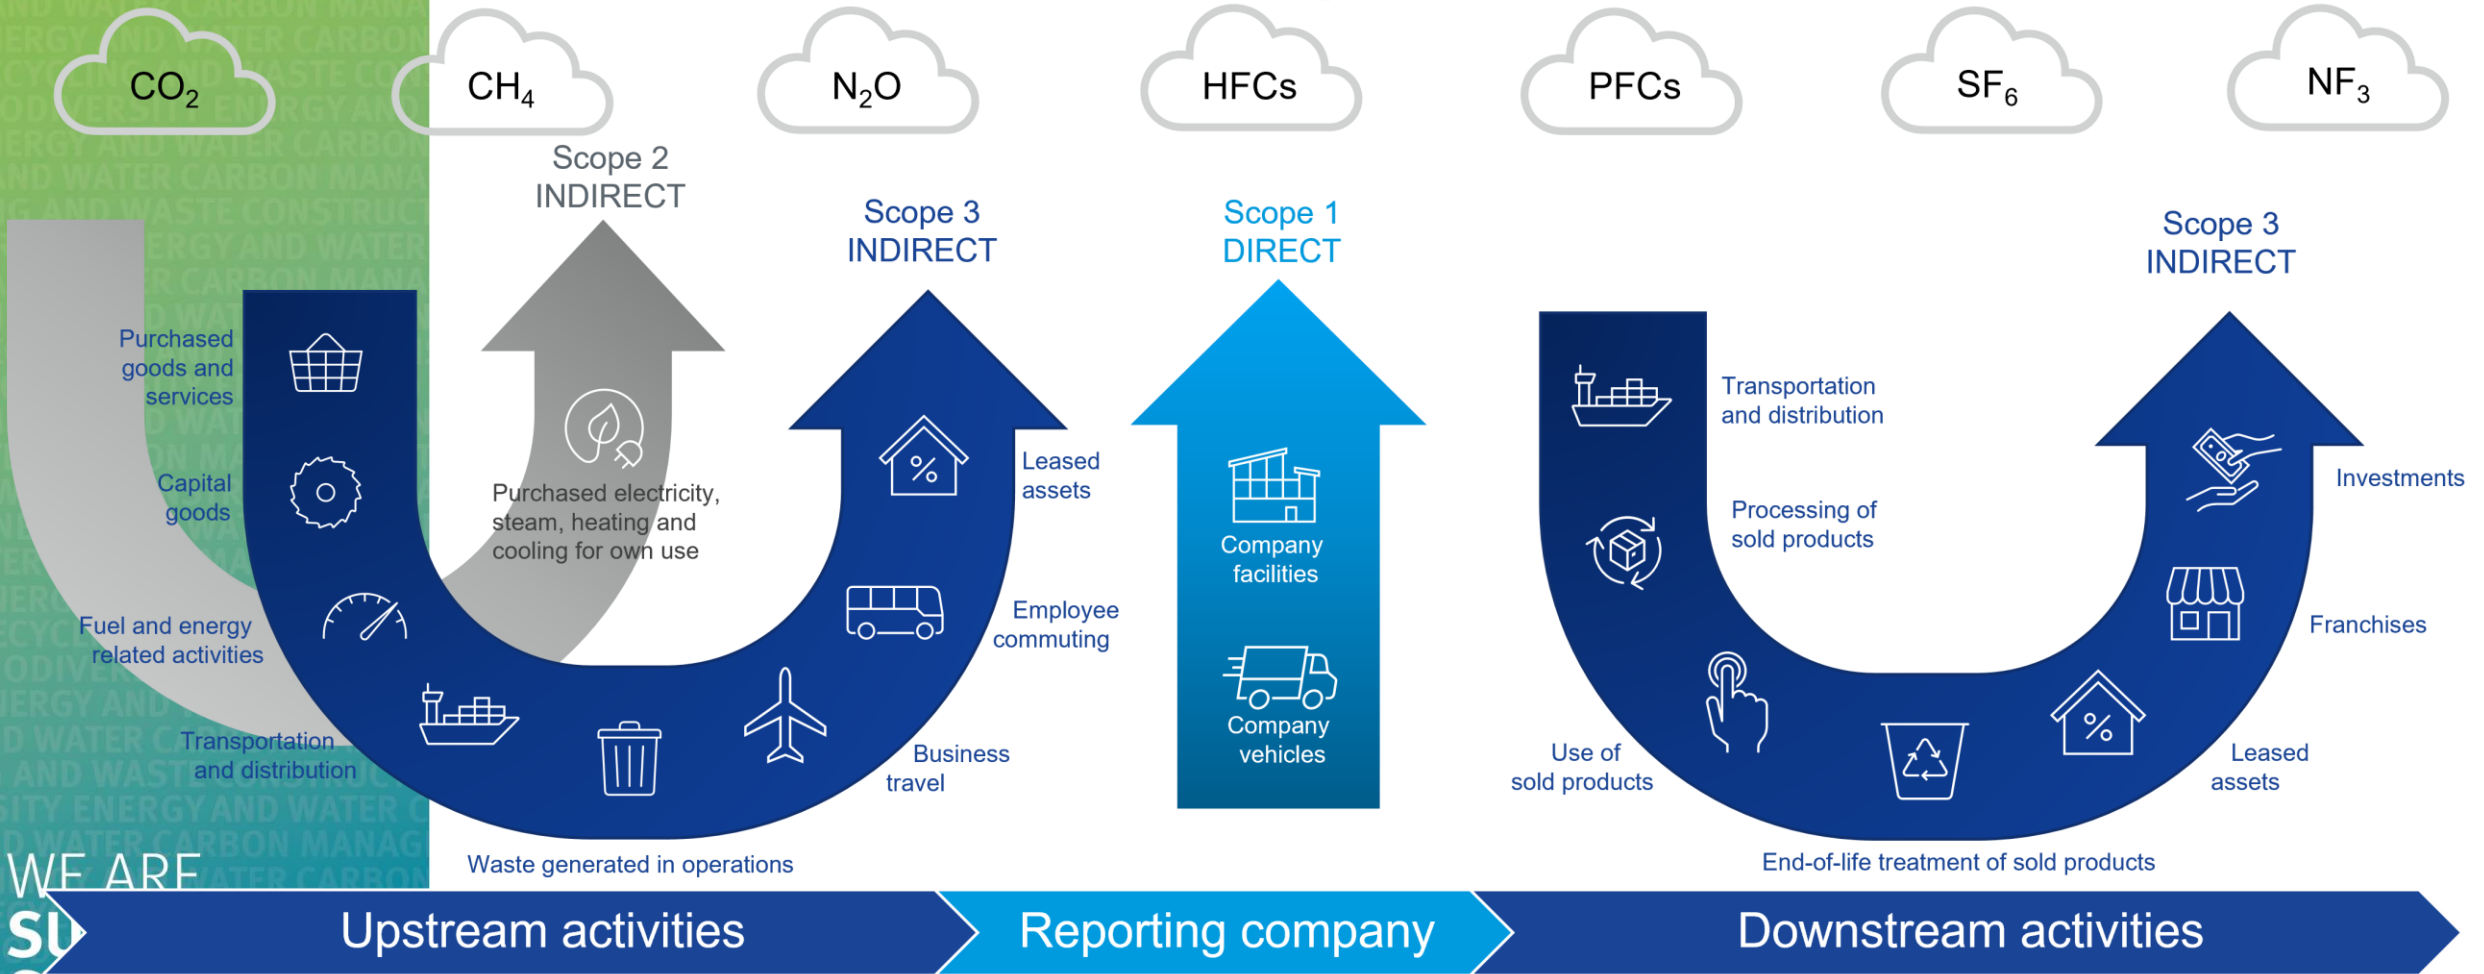 CO₂
CH₄
N₂O
HFCs
PFCs
SF₆
NF₃
Scope 2
INDIRECT
Scope 3
INDIRECT
Scope 1
DIRECT
Scope 3
INDIRECT
Purchased
goods and
services
Capital
goods
Fuel and energy
related activities
Transportation
and distribution
Waste generated in operations
Business
travel
Employee
commuting
Leased
assets
Purchased electricity,
steam, heating and
cooling for own use
Company
facilities
Company
vehicles
Transportation
and distribution
Processing of
sold products
Use of
sold products
End-of-life treatment of sold products
Leased
assets
Franchises
Investments
WE ARE
Upstream activities
Reporting company
Downstream activities